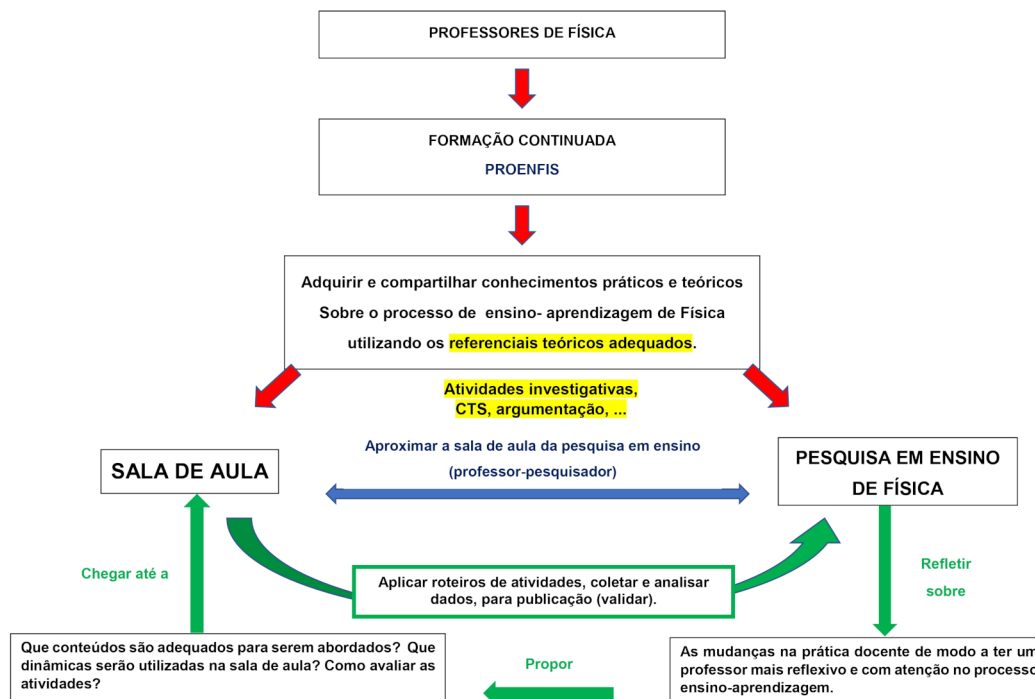 PROFESSORES DE FÍSICA
FORMAÇÃO CONTINUADA
PROENFIS
Adquirir e compartilhar conhecimentos práticos e teóricos
Sobre o processo de ensino- aprendizagem de Física
utilizando os referenciais teóricos adequados.
Atividades investigativas,
CTS, argumentação, ...
Aproximar a sala de aula da pesquisa em ensino
(professor-pesquisador)
SALA DE AULA
PESQUISA EM ENSINO
DE FÍSICA
Chegar até a
Aplicar roteiros de atividades, coletar e analisar
dados, para publicação (validar).
Refletir
sobre
Que conteúdos são adequados para serem abordados? Que
dinâmicas serão utilizadas na sala de aula? Como avaliar as
atividades?
Propor
As mudanças na prática docente de modo a ter um
professor mais reflexivo e com atenção no processo
ensino-aprendizagem.